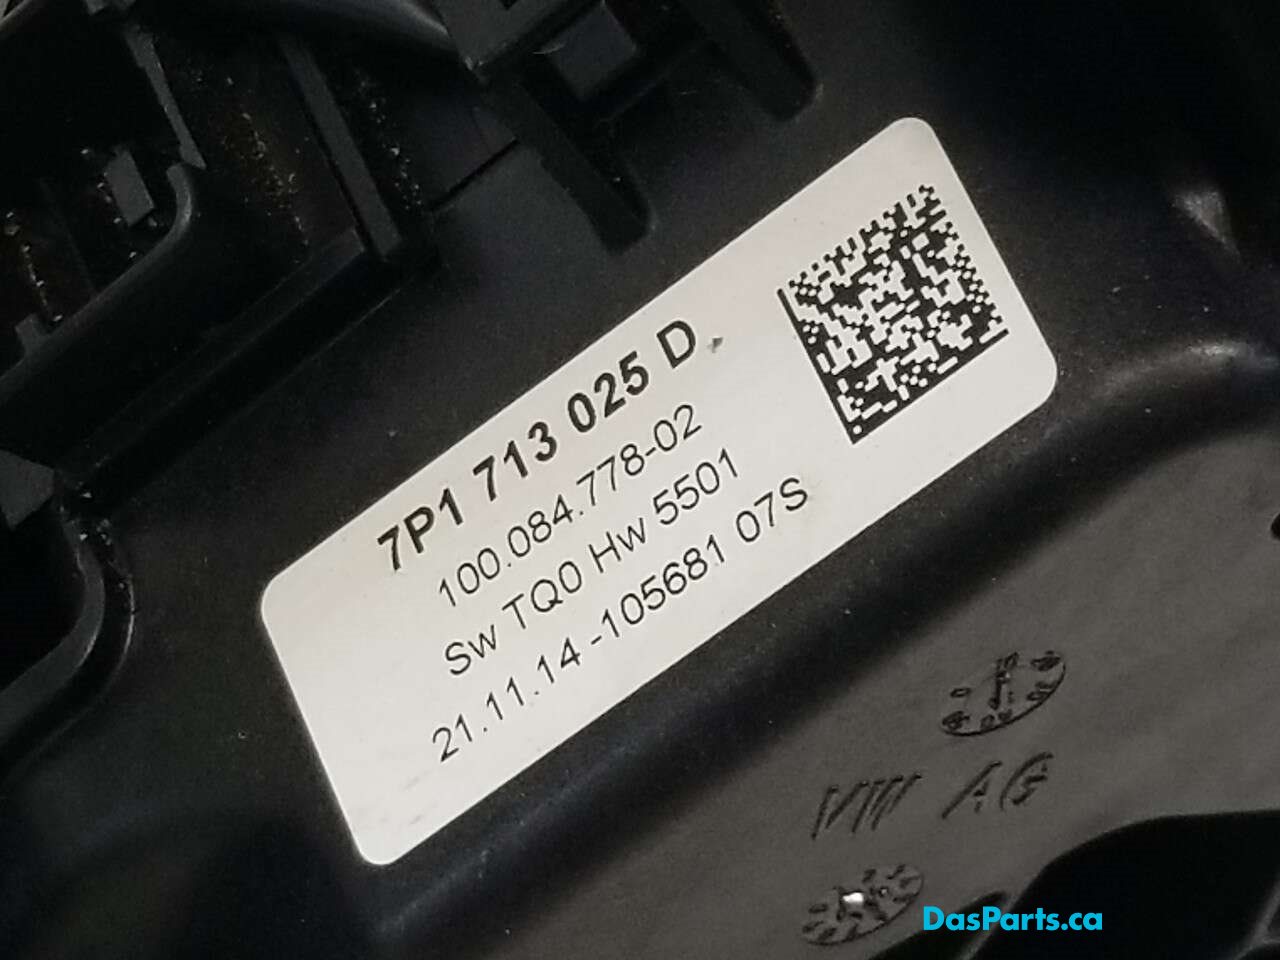 7P1 713 025 D
100.084.778-02
Sw TQ0 Hw 5501
21.11.14 -105681 07S
VW AG
DasParts.ca